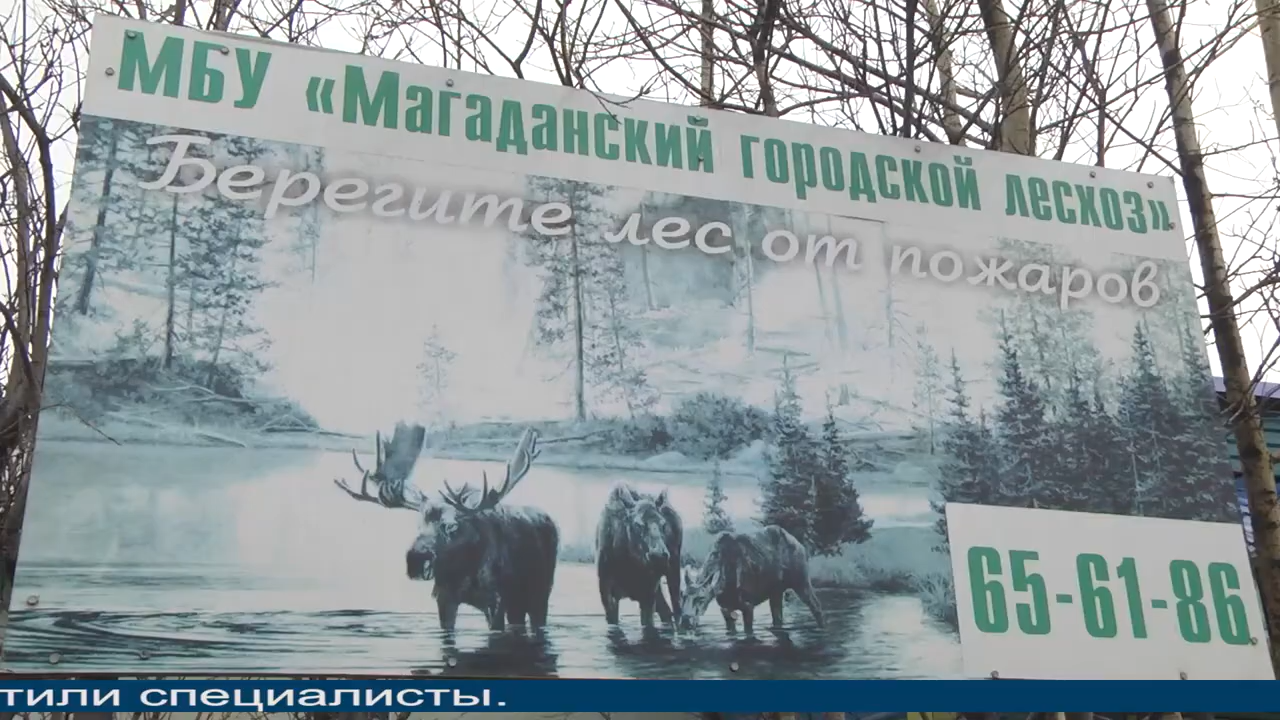 МБУ «Магаданский городской лесхоз»
Берегите лес от пожаров
65-61-86
тили специалисты.